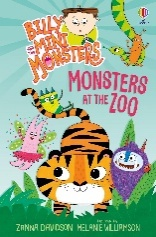 BILLY
AND THE
MINI
MONSTERS
MONSTERS
AT THE ZOO
ZANNA DAVIDSON
MELANIE WILLIAMSON